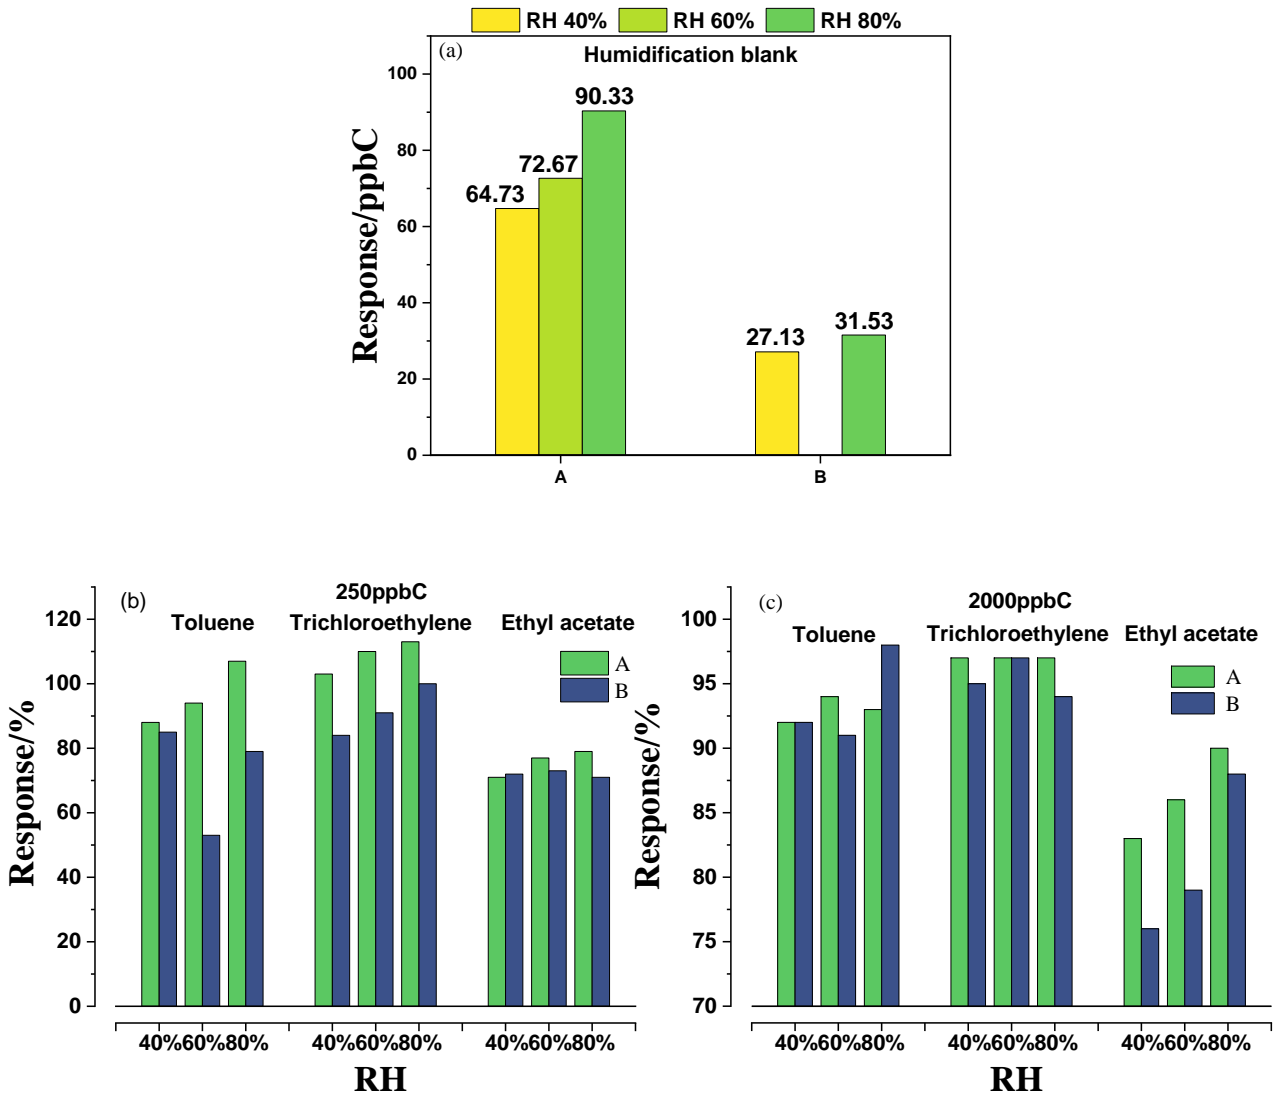 RH 40% RH 60% RH 80%
(a) Humidification blank
Response/ppbC
100
80
60
40
20
0
64.73
72.67
90.33
27.13
31.53
A B
(b) 250ppbC
Toluene Trichloroethylene Ethyl acetate
A
B
Response/%
120
100
80
60
40
20
0
40%60%80% 40%60%80% 40%60%80%
RH
(c) 2000ppbC
Toluene Trichloroethylene Ethyl acetate
A
B
Response/%
100
95
90
85
80
75
70
40%60%80% 40%60%80% 40%60%80%
RH